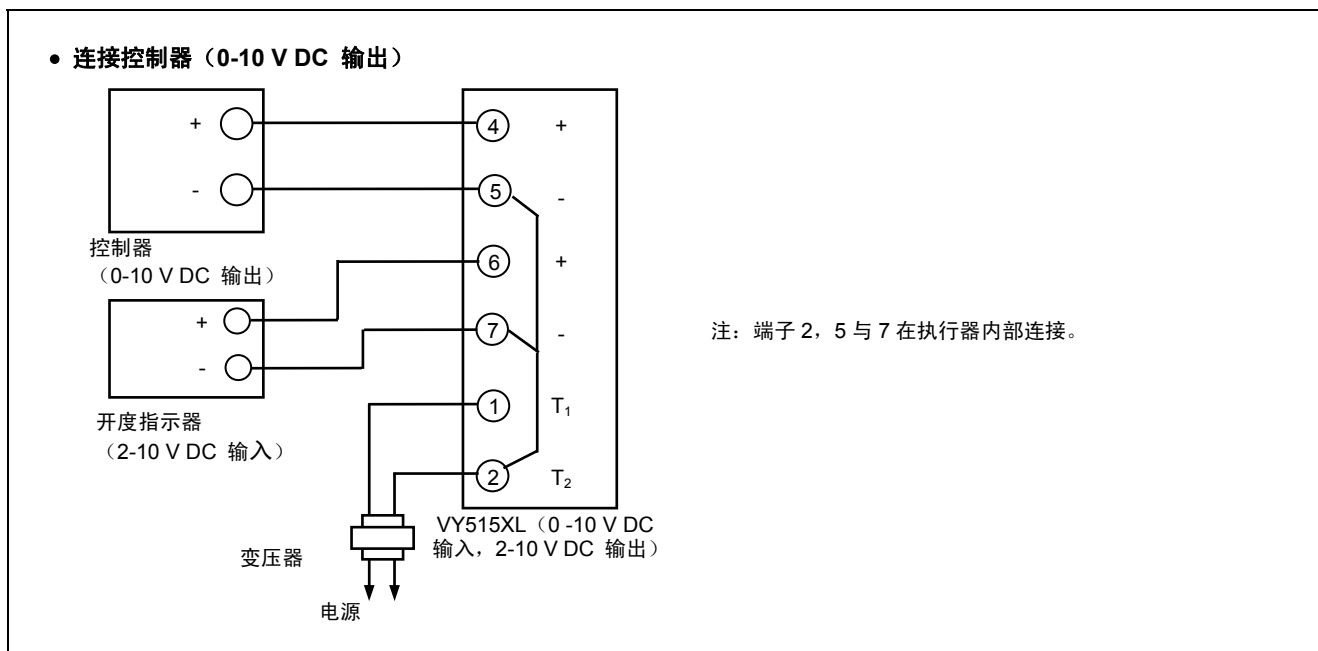 ● 连接控制器（0-10 V DC 输出）
+
-
控制器
（0-10 V DC 输出）
+
-
开度指示器
（2-10 V DC 输入）
4 +
5 -
6 +
7 -
1 T₁
2 T₂
VY515XL（0 -10 V DC
输入，2-10 V DC 输出）
变压器
电源
注：端子 2，5 与 7 在执行器内部连接。